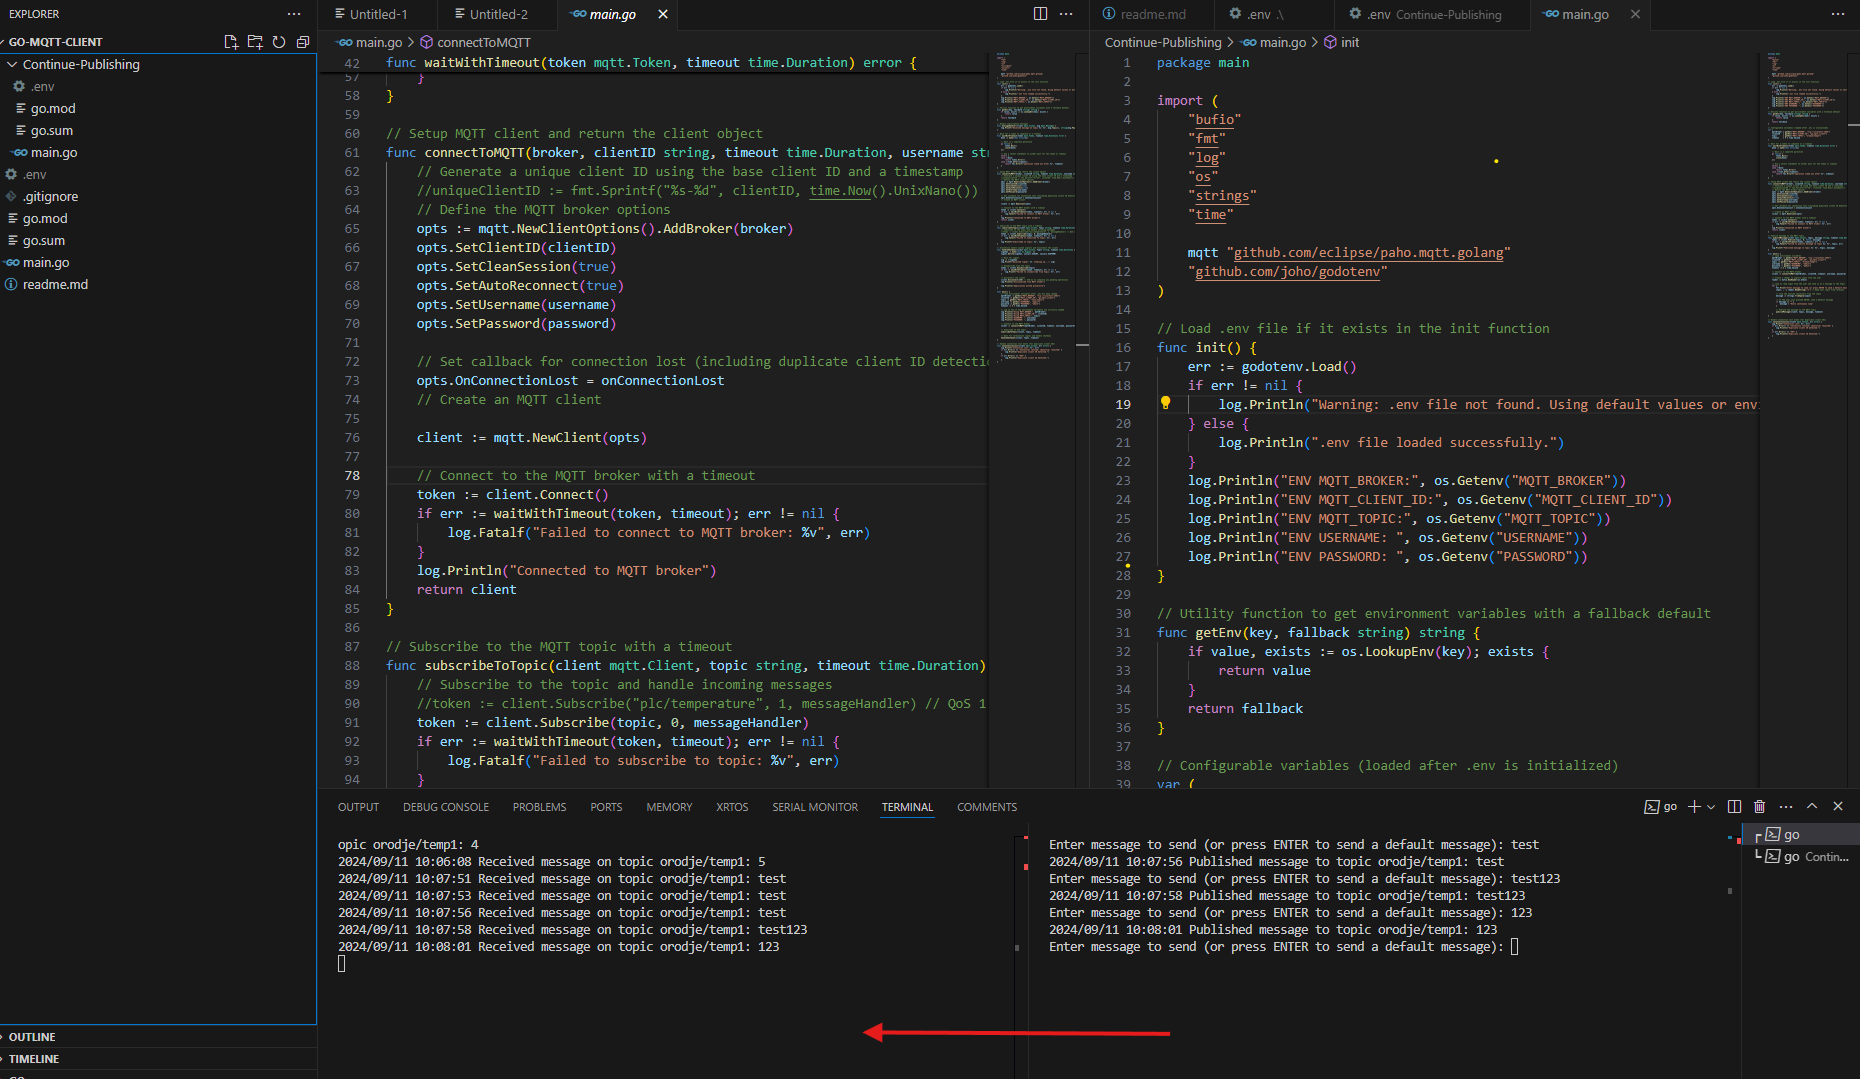 EXPLORER
GO-MQTT-CLIENT
Continue-Publishing
.env
go.mod
go.sum
main.go
.env
.gitignore
go.mod
go.sum
main.go
readme.md
OUTLINE
TIMELINE
Untitled-1
Untitled-2
main.go
main.go > connectToMQTT
42 func waitWithTimeout(token mqtt.Token, timeout time.Duration) error {
57 }
58 }
59
60 // Setup MQTT client and return the client object
61 func connectToMQTT(broker, clientID string, timeout time.Duration, username st
62 // Generate a unique client ID using the base client ID and a timestamp
63 //uniqueClientID := fmt.Sprintf("%s-%d", clientID, time.Now().UnixNano())
64 // Define the MQTT broker options
65 opts := mqtt.NewClientOptions().AddBroker(broker)
66 opts.SetClientID(clientID)
67 opts.SetCleanSession(true)
68 opts.SetAutoReconnect(true)
69 opts.SetUsername(username)
70 opts.SetPassword(password)
71
72 // Set callback for connection lost (including duplicate client ID detecti
73 opts.OnConnectionLost = onConnectionLost
74 // Create an MQTT client
75
76 client := mqtt.NewClient(opts)
77
78 // Connect to the MQTT broker with a timeout
79 token := client.Connect()
80 if err := waitWithTimeout(token, timeout); err != nil {
81 log.Fatalf("Failed to connect to MQTT broker: %v", err)
82 }
83 log.Println("Connected to MQTT broker")
84 return client
85 }
86
87 // Subscribe to the MQTT topic with a timeout
88 func subscribeToTopic(client mqtt.Client, topic string, timeout time.Duration)
89 // Subscribe to the topic and handle incoming messages
90 //token := client.Subscribe("plc/temperature", 1, messageHandler) // QoS 1
91 token := client.Subscribe(topic, 0, messageHandler)
92 if err := waitWithTimeout(token, timeout); err != nil {
93 log.Fatalf("Failed to subscribe to topic: %v", err)
94 }
readme.md
.env .\
.env Continue-Publishing
main.go
Continue-Publishing > main.go > init
1 package main
2
3 import (
4 "bufio"
5 "fmt"
6 "log"
7 "os"
8 "strings"
9 "time"
10
11 mqtt "github.com/eclipse/paho.mqtt.golang"
12 "github.com/joho/godotenv"
13 )
14
15 // Load .env file if it exists in the init function
16 func init() {
17 err := godotenv.Load()
18 if err != nil {
19 log.Println("Warning: .env file not found. Using default values or env
20 } else {
21 log.Println(".env file loaded successfully.")
22 }
23 log.Println("ENV MQTT_BROKER:", os.Getenv("MQTT_BROKER"))
24 log.Println("ENV MQTT_CLIENT_ID:", os.Getenv("MQTT_CLIENT_ID"))
25 log.Println("ENV MQTT_TOPIC:", os.Getenv("MQTT_TOPIC"))
26 log.Println("ENV USERNAME: ", os.Getenv("USERNAME"))
27 log.Println("ENV PASSWORD: ", os.Getenv("PASSWORD"))
28 }
29
30 // Utility function to get environment variables with a fallback default
31 func getEnv(key, fallback string) string {
32 if value, exists := os.LookupEnv(key); exists {
33 return value
34 }
35 return fallback
36 }
37
38 // Configurable variables (loaded after .env is initialized)
39 var (
OUTPUT DEBUG CONSOLE PROBLEMS PORTS MEMORY XRTOS SERIAL MONITOR TERMINAL COMMENTS
go
opic orodje/temp1: 4
2024/09/11 10:06:08 Received message on topic orodje/temp1: 5
2024/09/11 10:07:51 Received message on topic orodje/temp1: test
2024/09/11 10:07:53 Received message on topic orodje/temp1: test
2024/09/11 10:07:56 Received message on topic orodje/temp1: test
2024/09/11 10:07:58 Received message on topic orodje/temp1: test123
2024/09/11 10:08:01 Received message on topic orodje/temp1: 123
Enter message to send (or press ENTER to send a default message): test
2024/09/11 10:07:56 Published message to topic orodje/temp1: test
Enter message to send (or press ENTER to send a default message): test123
2024/09/11 10:07:58 Published message to topic orodje/temp1: test123
Enter message to send (or press ENTER to send a default message): 123
2024/09/11 10:08:01 Published message to topic orodje/temp1: 123
Enter message to send (or press ENTER to send a default message):
go
go Contin...